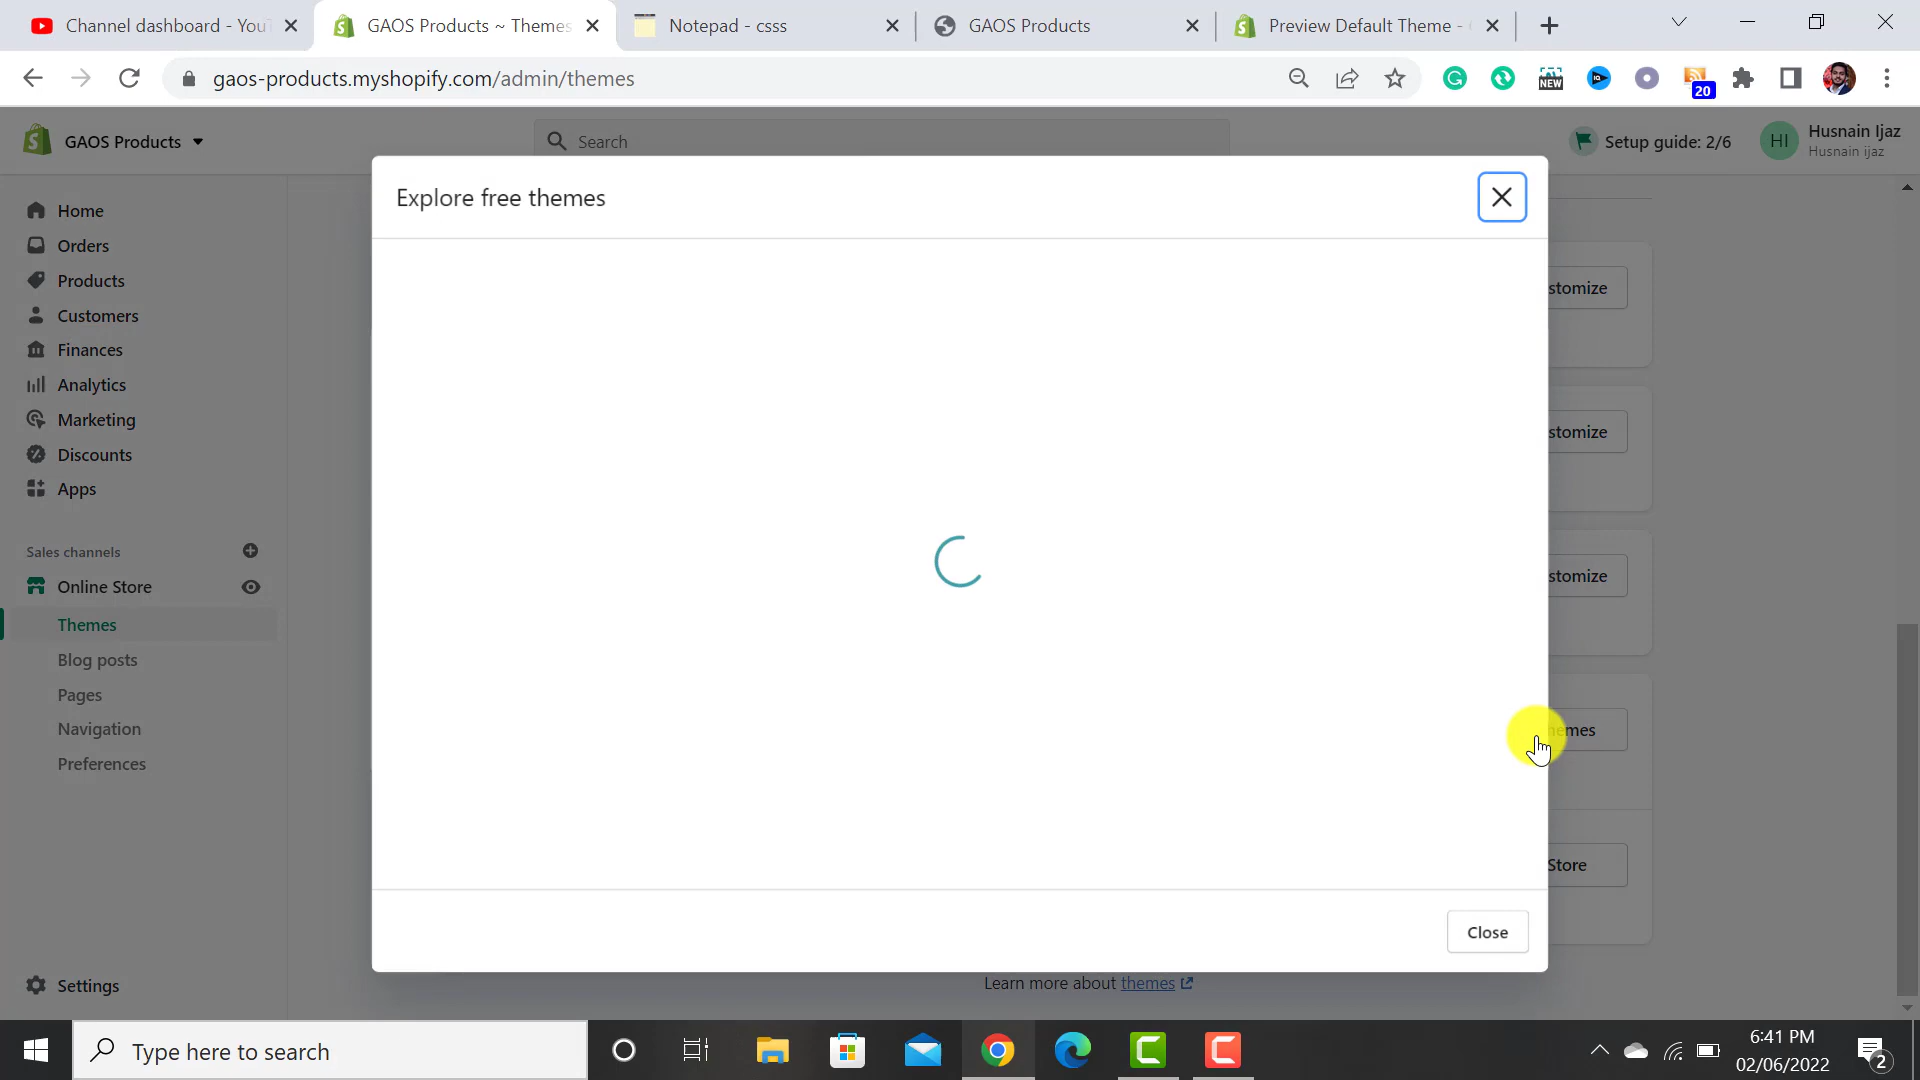 Channel dashboard - YouT
GAOS Products ~ Themes
Notepad - csss
GAOS Products
Preview Default Theme -
gaos-products.myshopify.com/admin/themes
NEW
20
GAOS Products
Search
Setup guide: 2/6
HI
Husnain Ijaz
Husnain ijaz
Home
Orders
Products
Customers
Finances
Analytics
Marketing
Discounts
Apps
Sales channels
Online Store
Themes
Blog posts
Pages
Navigation
Preferences
Settings
Explore free themes
stomize
stomize
stomize
hemes
Store
Close
Learn more about themes
Type here to search
6:41 PM
02/06/2022
2